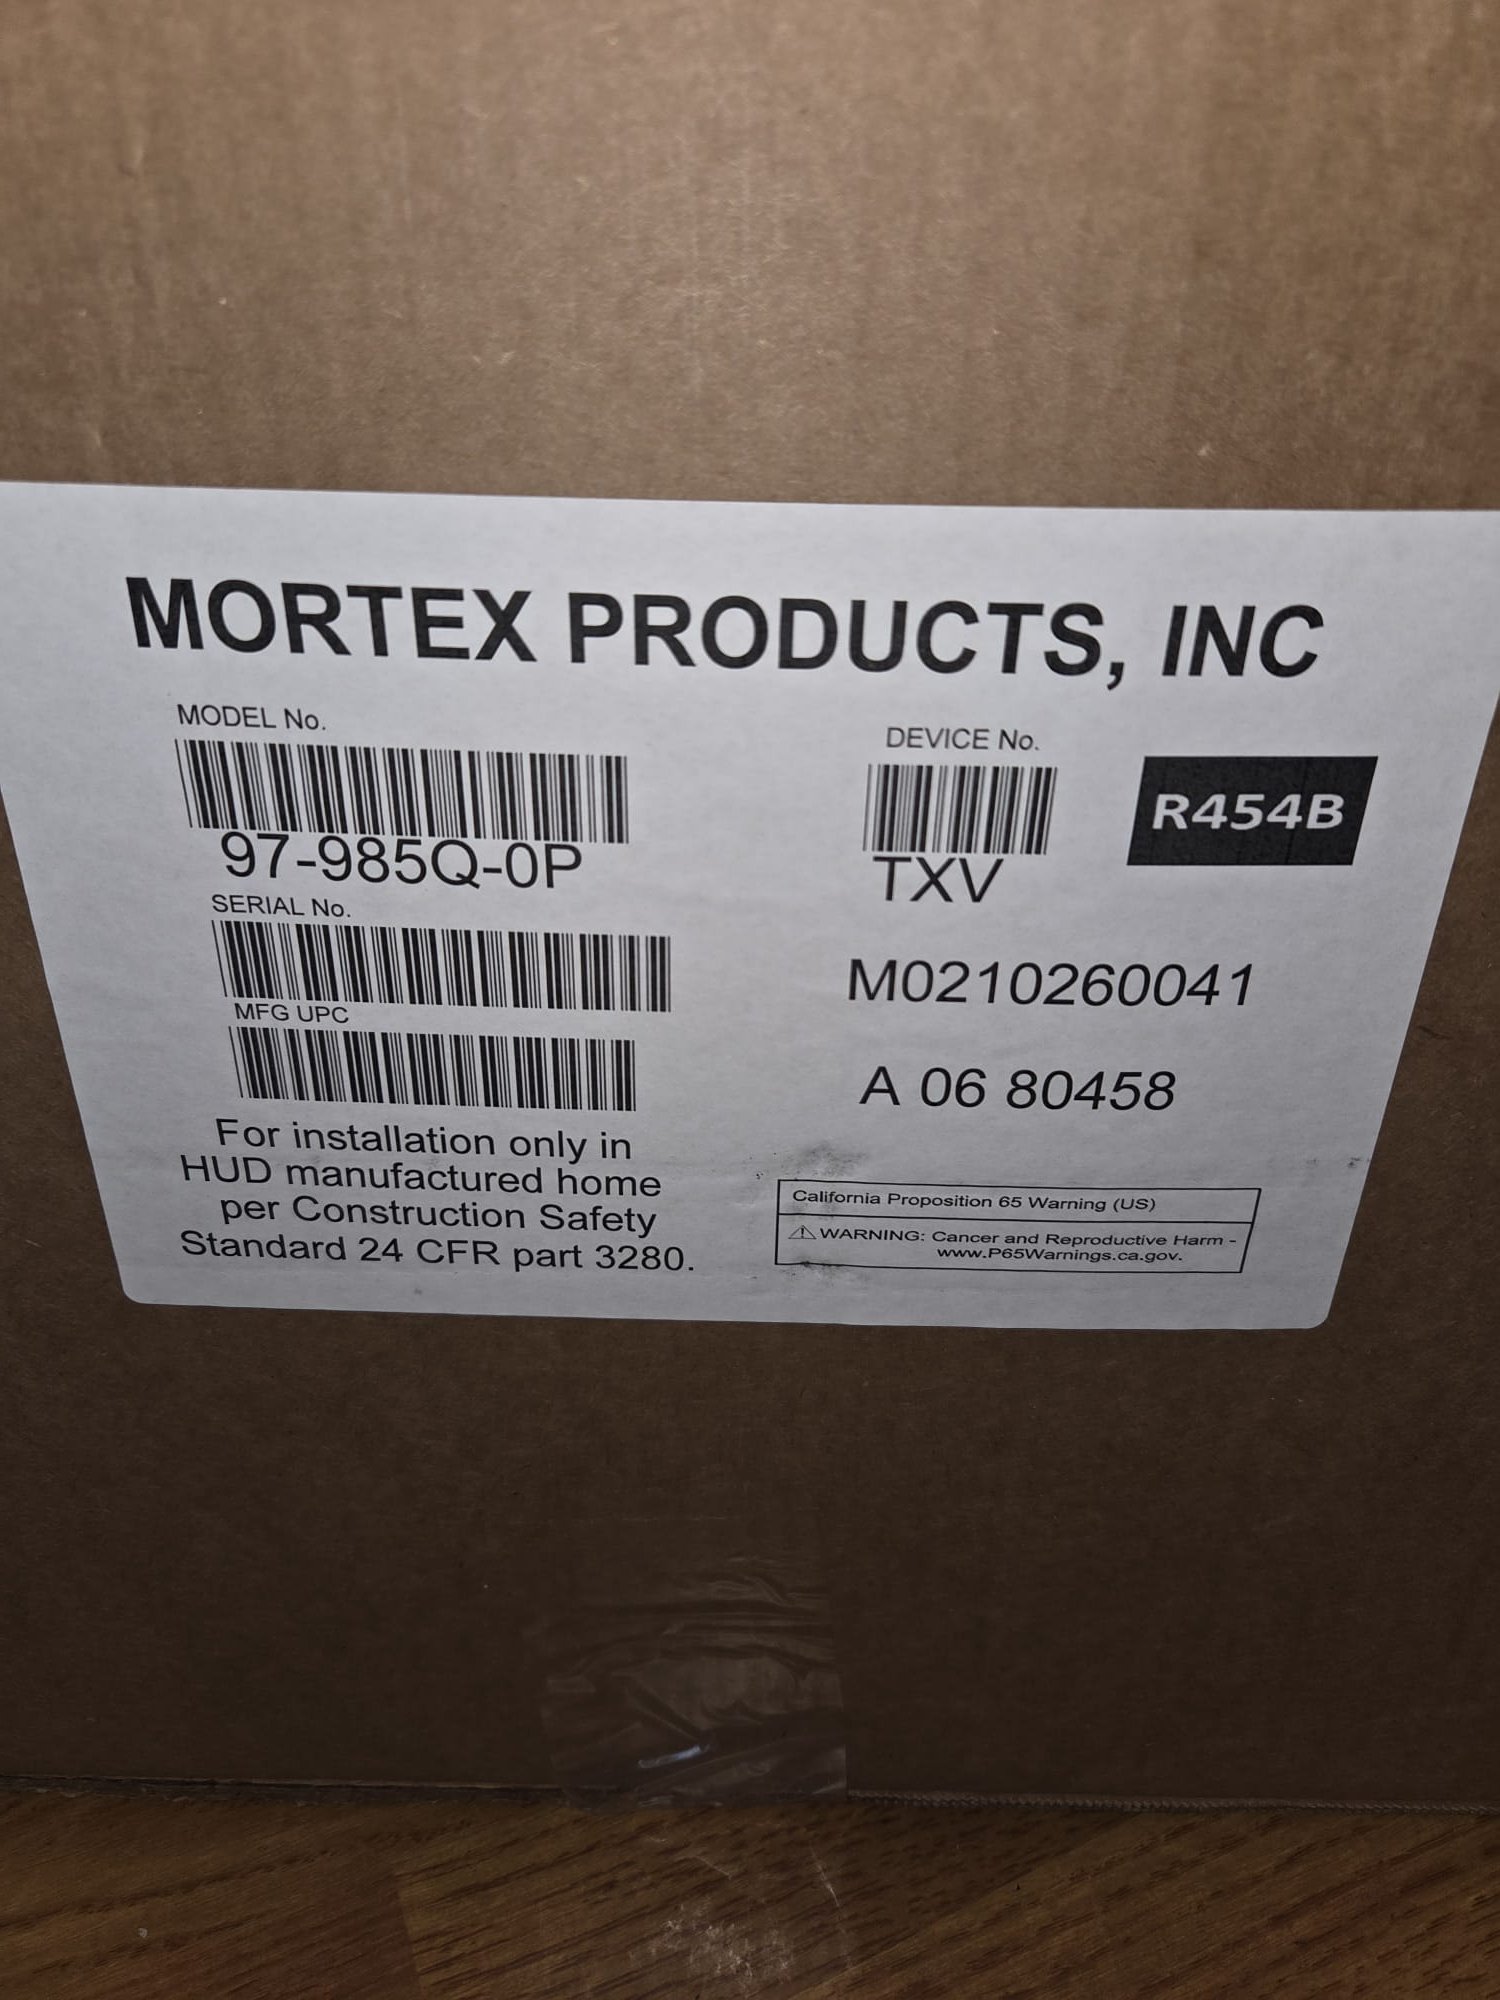 MORTEX PRODUCTS, INC
MODEL No.
97-985Q-0P
DEVICE No.
TXV
R454B
SERIAL No.
M0210260041
MFG UPC
A 06 80458
For installation only in
HUD manufactured home
per Construction Safety
Standard 24 CFR part 3280.
California Proposition 65 Warning (US)
⚠ WARNING: Cancer and Reproductive Harm -
www.P65Warnings.ca.gov.